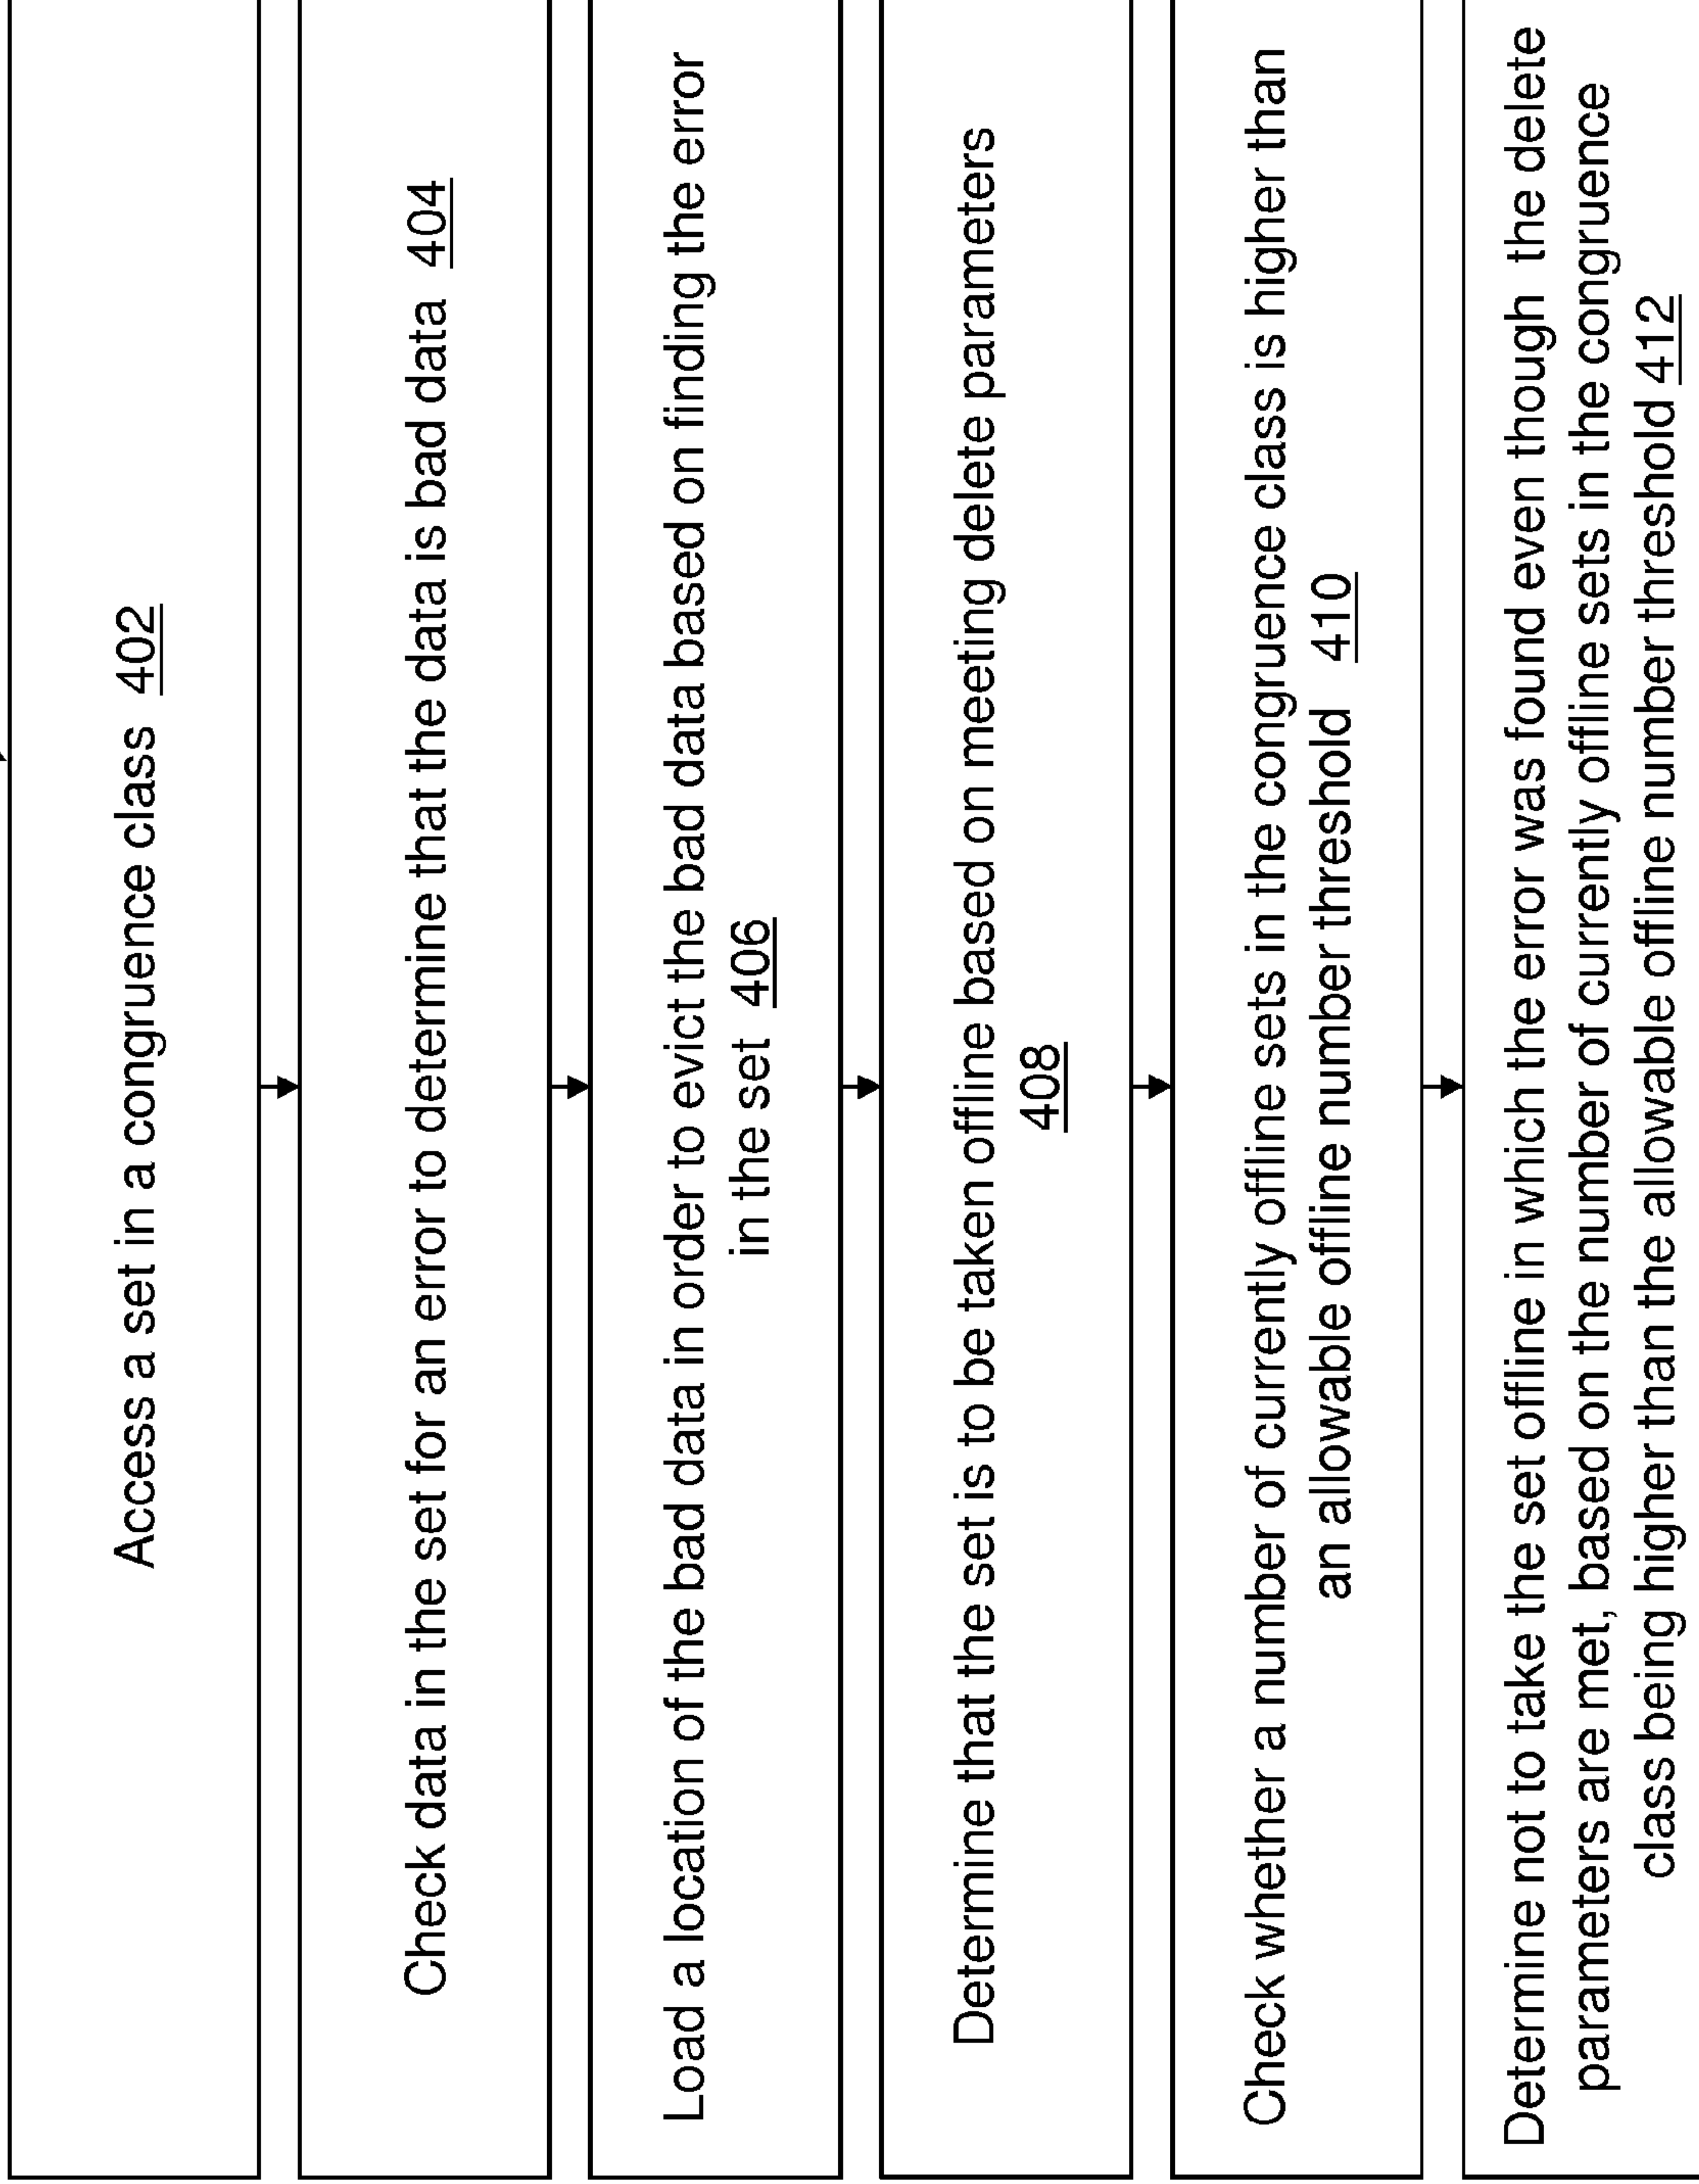 Access a set in a congruence class 402
Check data in the set for an error to determine that the data is bad data 404
Load a location of the bad data in order to evict the bad data based on finding the error
in the set 406
Determine that the set is to be taken offline based on meeting delete parameters
408
Check whether a number of currently offline sets in the congruence class is higher than
an allowable offline number threshold 410
Determine not to take the set offline in which the error was found even though the delete
parameters are met, based on the number of currently offline sets in the congruence
class being higher than the allowable offline number threshold 412